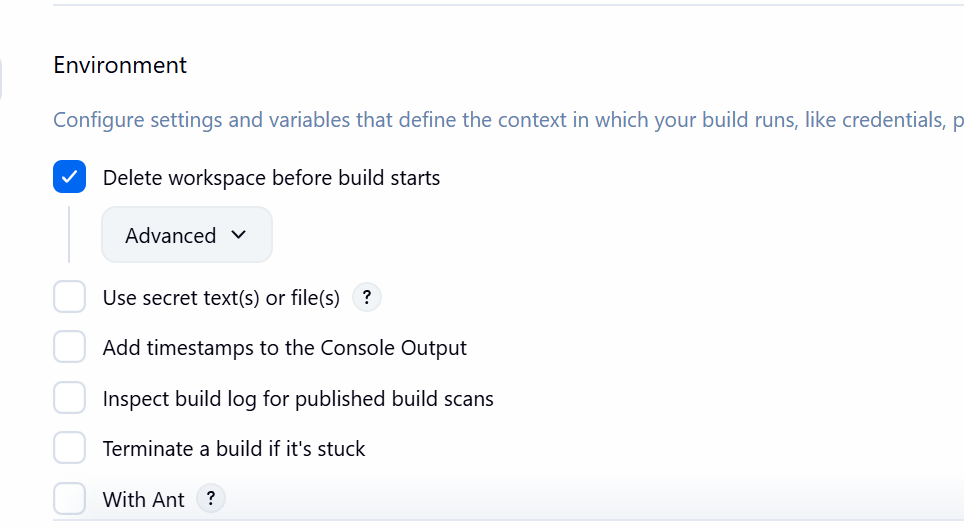 Environment
Configure settings and variables that define the context in which your build runs, like credentials, p
Delete workspace before build starts
Advanced
Use secret text(s) or file(s) ?
Add timestamps to the Console Output
Inspect build log for published build scans
Terminate a build if it's stuck
With Ant ?